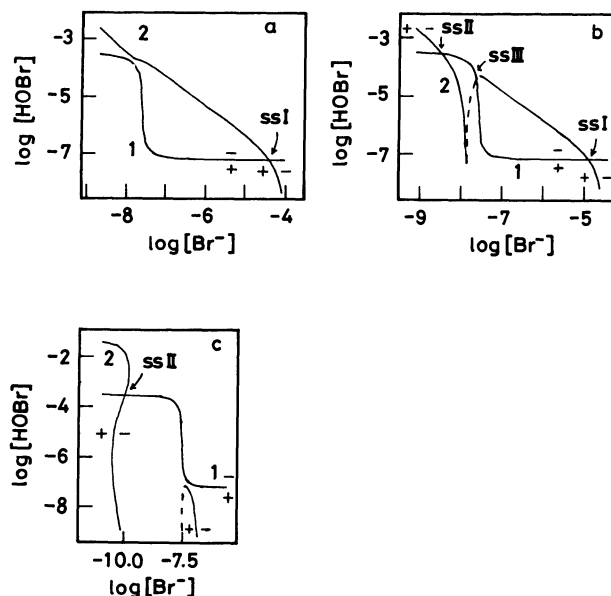 a
2
-3
-5
-7
log [HOBr]
ssI
1
-
+
+ -
-8 -6 -4
log[Br⁻]
b
+ -
ssII
ssIII
-3
-5
-7
log [HOBr]
2
ssI
1
-
+
+ -
-9 -7 -5
log[Br⁻]
c
2
ssII
-2
-4
-6
-8
log [HOBr]
+ -
1
-
+
+ -
-10.0 -7.5
log[Br⁻]